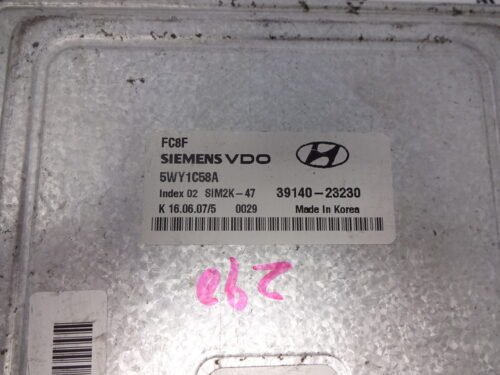 FC8F
SIEMENS VDO
5WY1C58A
Index 02 SIM2K-47 39140-23230
K 16.06.07/5 0029 Made in Korea